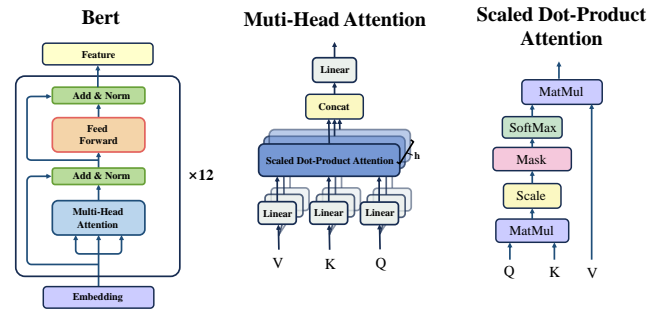 Bert
Feature
Add & Norm
Feed
Forward
Add & Norm
Multi-Head
Attention
Embedding
×12
Muti-Head Attention
Linear
Concat
Scaled Dot-Product Attention
h
Linear
Linear
Linear
V
K
Q
Scaled Dot-Product
Attention
MatMul
SoftMax
Mask
Scale
MatMul
Q
K
V